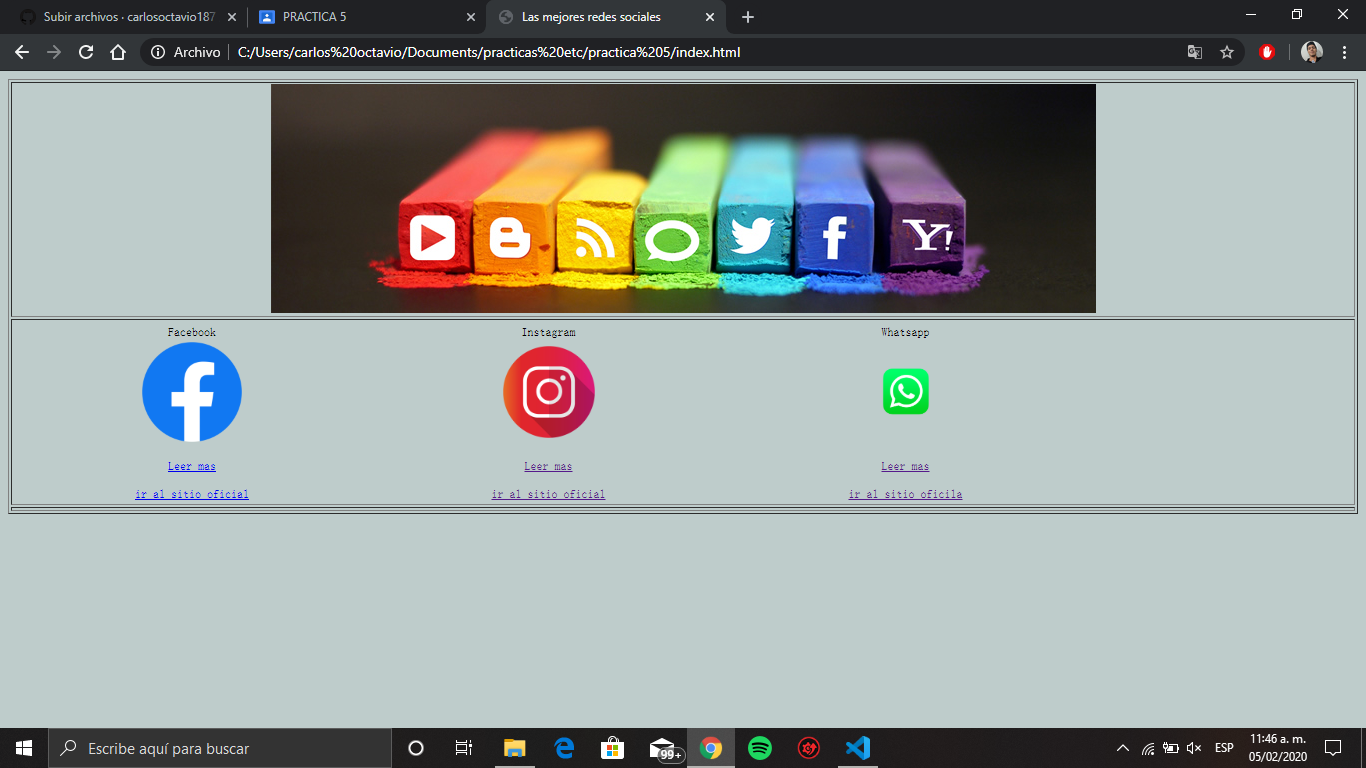 Subir archivos · carlosoctavio187
PRACTICA 5
Las mejores redes sociales
Archivo
C:/Users/carlos%20octavio/Documents/practicas%20etc/practica%205/index.html
Y!
Facebook Instagram Whatsapp
Leer mas Leer mas Leer mas
ir al sitio oficial ir al sitio oficial ir al sitio oficila
Escribe aquí para buscar
99+
ESP
11:46 a. m.
05/02/2020